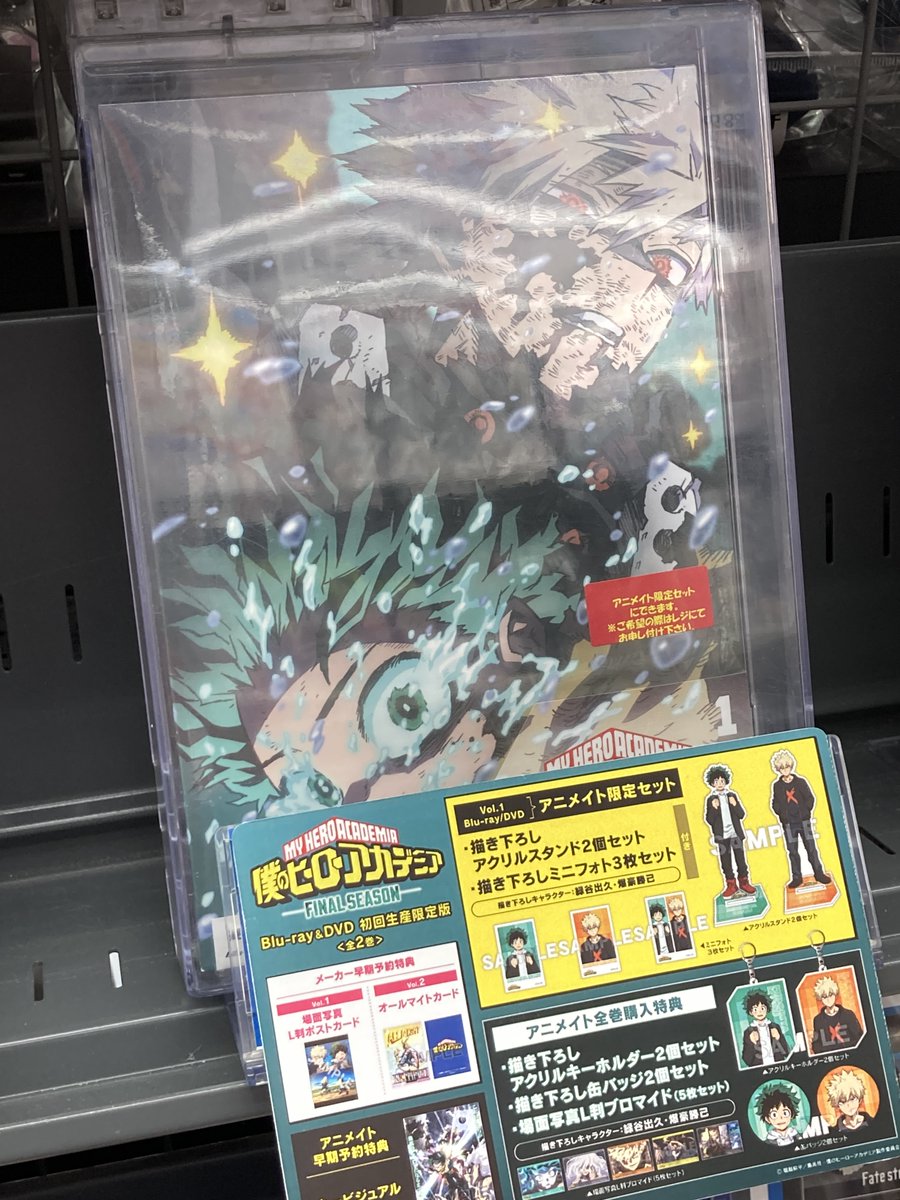 アニメイト限定セット
にできます。
※ご希望の際はレジにて
お申し付け下さい。
1
MY HERO ACADEMIA
MY HERO ACADEMIA
僕のヒーローアカデミア
FINAL SEASON
Blu-ray&DVD 初回生産限定版
<全2巻>
メーカー早期予約特典
Vol.1
場面写真
L判ポストカード
Vol.2
オールマイトカード
アニメイト
早期予約特典
Vol.1
Blu-ray/DVD
アニメイト限定セット
・描き下ろし
アクリルスタンド2個セット
・描き下ろしミニフォト3枚セット
付き
描き下ろしキャラクター:緑谷出久・爆豪勝己
SAMPLE
SAMPLE
SAMPLE
SAMPLE
◀ミニフォト
3枚セット
▲アクリルスタンド2個セット
アニメイト全巻購入特典
・描き下ろし
アクリルキーホルダー2個セット
・描き下ろし缶バッジ2個セット
・場面写真L判ブロマイド(5枚セット)
描き下ろしキャラクター:緑谷出久・爆豪勝己
▲場面写真L判ブロマイド(5枚セット)
SAMPLE
▲アクリルキーホルダー2個セット
▲缶バッジ2個セット
Fate